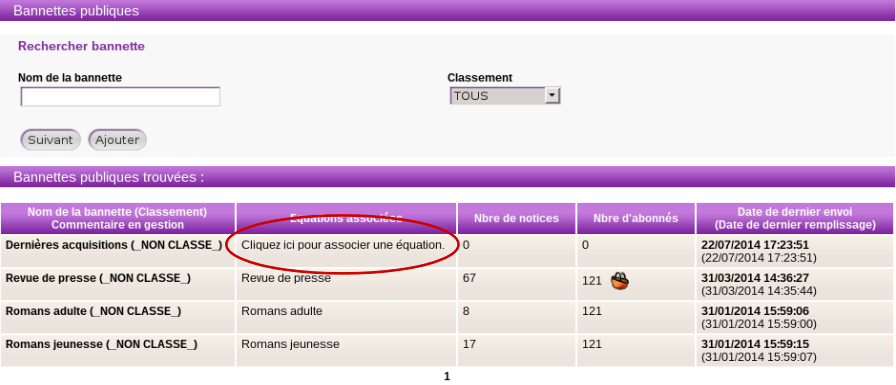 Bannettes publiques
Rechercher bannette
Nom de la bannette Classement
TOUS
Suivant Ajouter
Bannettes publiques trouvées :
Nom de la bannette (Classement) Equations associées Nbre de notices Nbre d'abonnés Date de dernier envoi
Commentaire en gestion (Date de dernier remplissage)
Dernières acquisitions (_NON CLASSE_) Cliquez ici pour associer une équation. 0 0 22/07/2014 17:23:51
(22/07/2014 17:23:51)
Revue de presse (_NON CLASSE_) Revue de presse 67 121 31/03/2014 14:36:27
(31/03/2014 14:35:44)
Romans adulte (_NON CLASSE_) Romans adulte 8 121 31/01/2014 15:59:06
(31/01/2014 15:59:00)
Romans jeunesse (_NON CLASSE_) Romans jeunesse 17 121 31/01/2014 15:59:15
(31/01/2014 15:59:07)
1